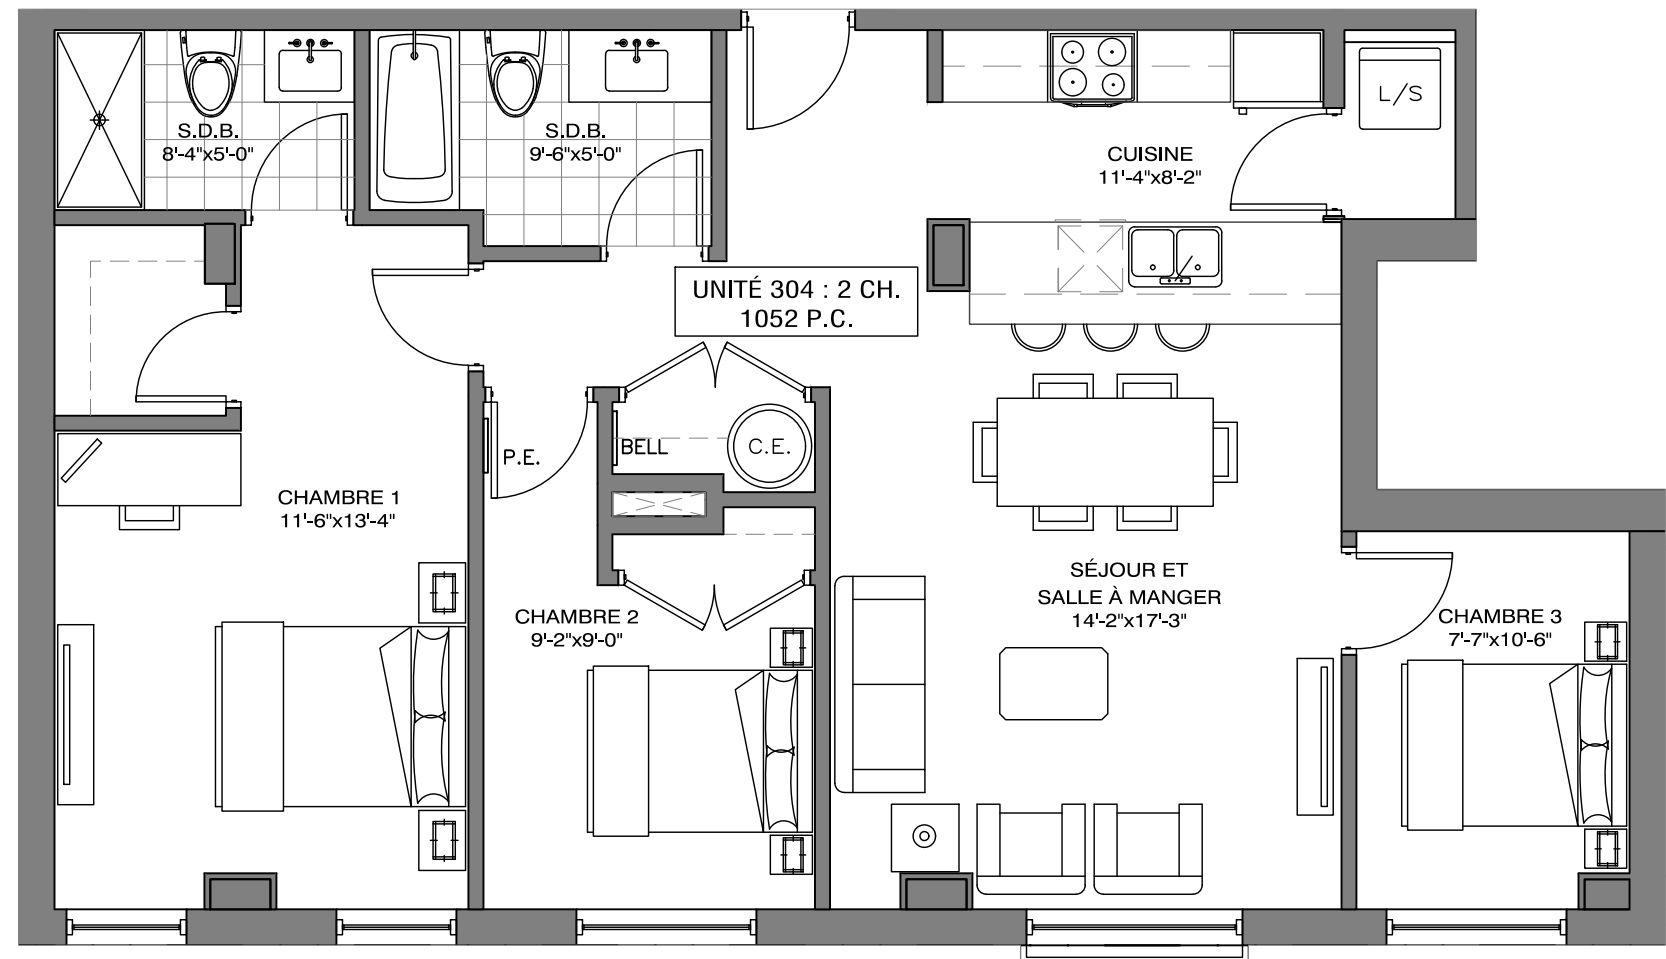 S.D.B.
8'-4"x5'-0"
S.D.B.
9'-6"x5'-0"
L/S
CUISINE
11'-4"x8'-2"
UNITÉ 304 : 2 CH.
1052 P.C.
P.E.
BELL
C.E.
CHAMBRE 1
11'-6"x13'-4"
SÉJOUR ET
SALLE À MANGER
14'-2"x17'-3"
CHAMBRE 2
9'-2"x9'-0"
CHAMBRE 3
7'-7"x10'-6"